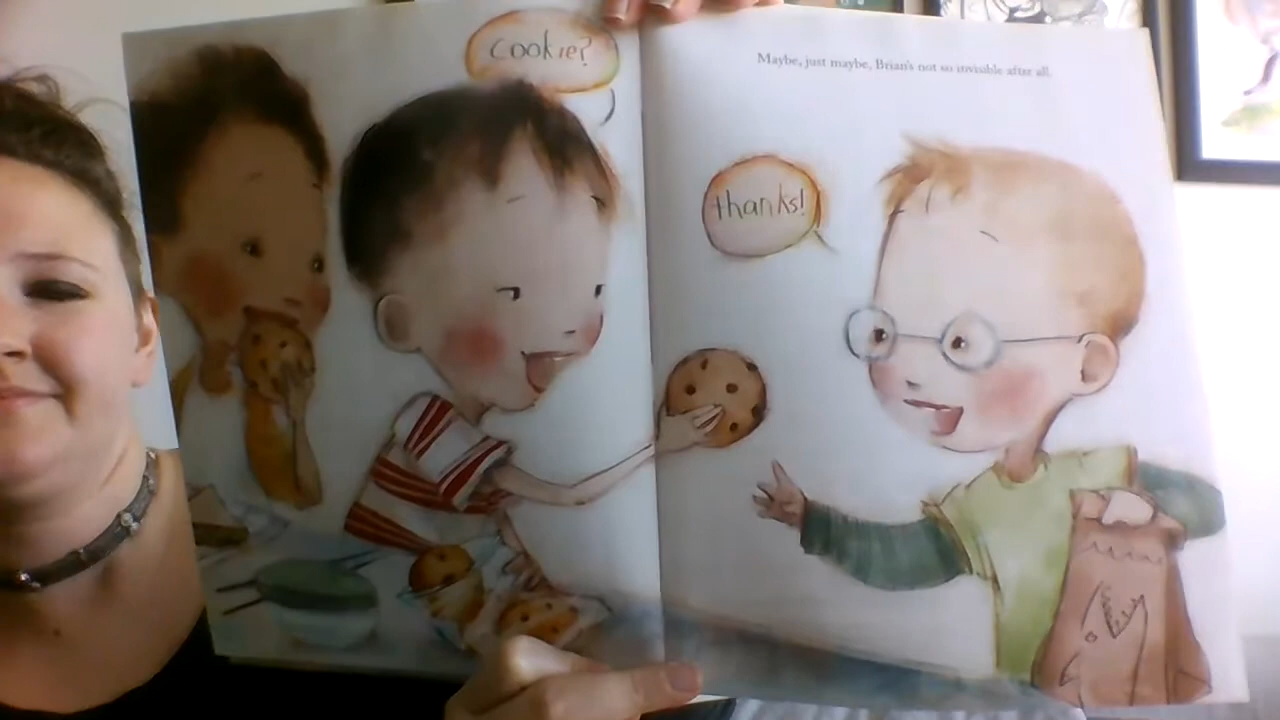 cookie?
Maybe, just maybe, Brian's not so invisible after all.
thanks!